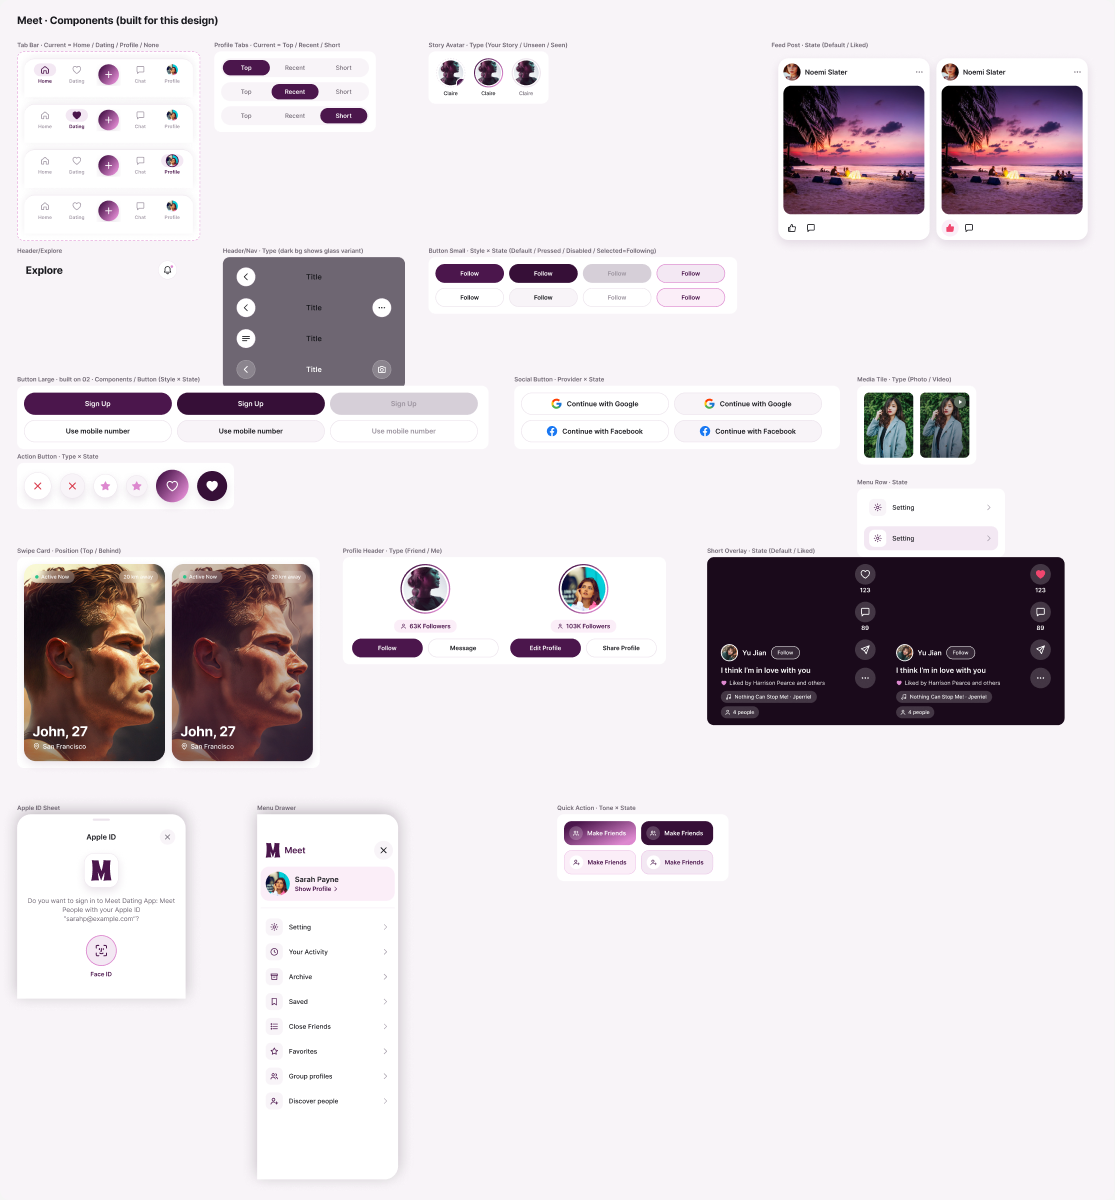 Meet · Components (built for this design)
Tab Bar · Current = Home / Dating / Profile / None
Home
Dating
Chat
Profile
Home
Dating
Chat
Profile
Home
Dating
Chat
Profile
Home
Dating
Chat
Profile
Profile Tabs · Current = Top / Recent / Short
Top
Recent
Short
Top
Recent
Short
Top
Recent
Short
Story Avatar · Type (Your Story / Unseen / Seen)
Claire
Claire
Claire
Feed Post · State (Default / Liked)
Noemi Slater
Noemi Slater
Header/Explore
Explore
Header/Nav · Type (dark bg shows glass variant)
Title
Title
Title
Title
Button Small · Style × State (Default / Pressed / Disabled / Selected=Following)
Follow
Follow
Follow
Follow
Follow
Follow
Follow
Follow
Button Large · built on 02 · Components / Button (Style × State)
Sign Up
Sign Up
Sign Up
Use mobile number
Use mobile number
Use mobile number
Social Button · Provider × State
Continue with Google
Continue with Google
Continue with Facebook
Continue with Facebook
Media Tile · Type (Photo / Video)
Action Button · Type × State
Menu Row · State
Setting
Setting
Swipe Card · Position (Top / Behind)
Active Now
20 km away
John, 27
San Francisco
Active Now
20 km away
John, 27
San Francisco
Profile Header · Type (Friend / Me)
63K Followers
Follow
Message
103K Followers
Edit Profile
Share Profile
Short Overlay · State (Default / Liked)
123
89
Yu Jian
Follow
I think I'm in love with you
Liked by Harrison Pearce and others
Nothing Can Stop Me! · Jperriel
4 people
123
89
Yu Jian
Follow
I think I'm in love with you
Liked by Harrison Pearce and others
Nothing Can Stop Me! · Jperriel
4 people
Apple ID Sheet
Apple ID
M
Do you want to sign in to Meet Dating App: Meet
People with your Apple ID
"sarahp@example.com"?
Face ID
Menu Drawer
M Meet
Sarah Payne
Show Profile
Setting
Your Activity
Archive
Saved
Close Friends
Favorites
Group profiles
Discover people
Quick Action · Tone × State
Make Friends
Make Friends
Make Friends
Make Friends